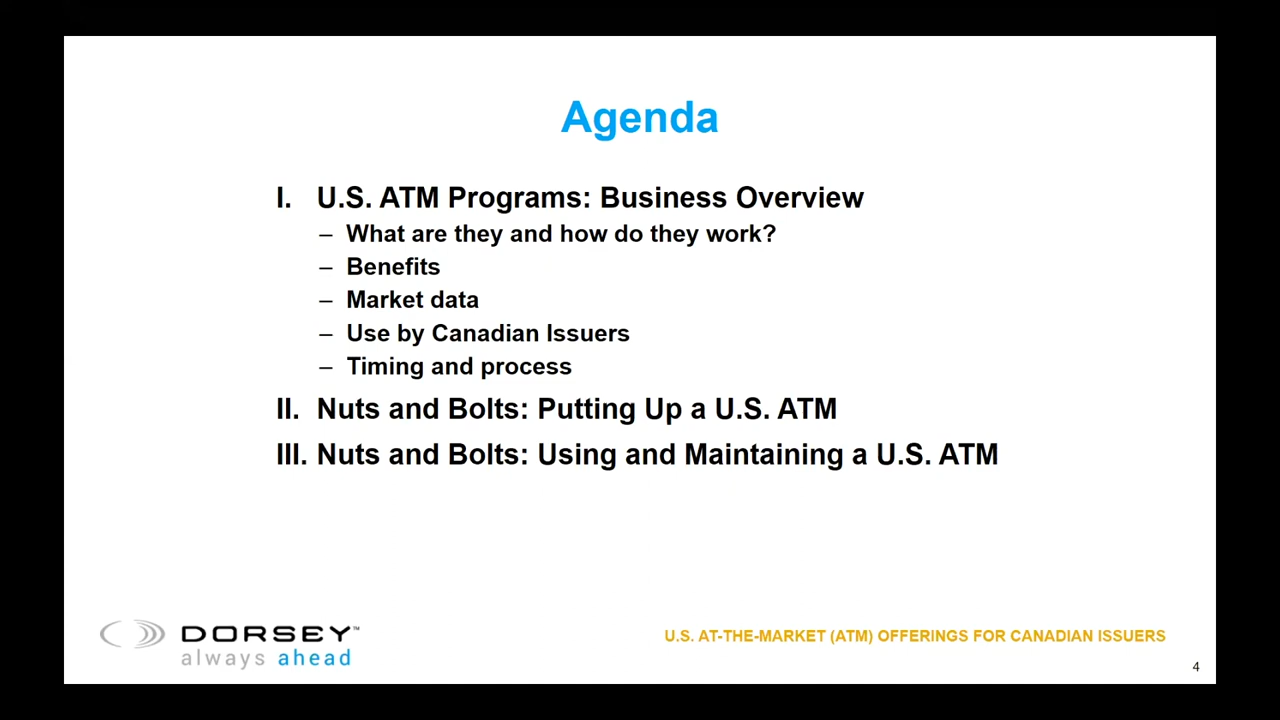 Agenda
I. U.S. ATM Programs: Business Overview
– What are they and how do they work?
– Benefits
– Market data
– Use by Canadian Issuers
– Timing and process
II. Nuts and Bolts: Putting Up a U.S. ATM
III. Nuts and Bolts: Using and Maintaining a U.S. ATM
DORSEY™
always ahead
U.S. AT-THE-MARKET (ATM) OFFERINGS FOR CANADIAN ISSUERS
4